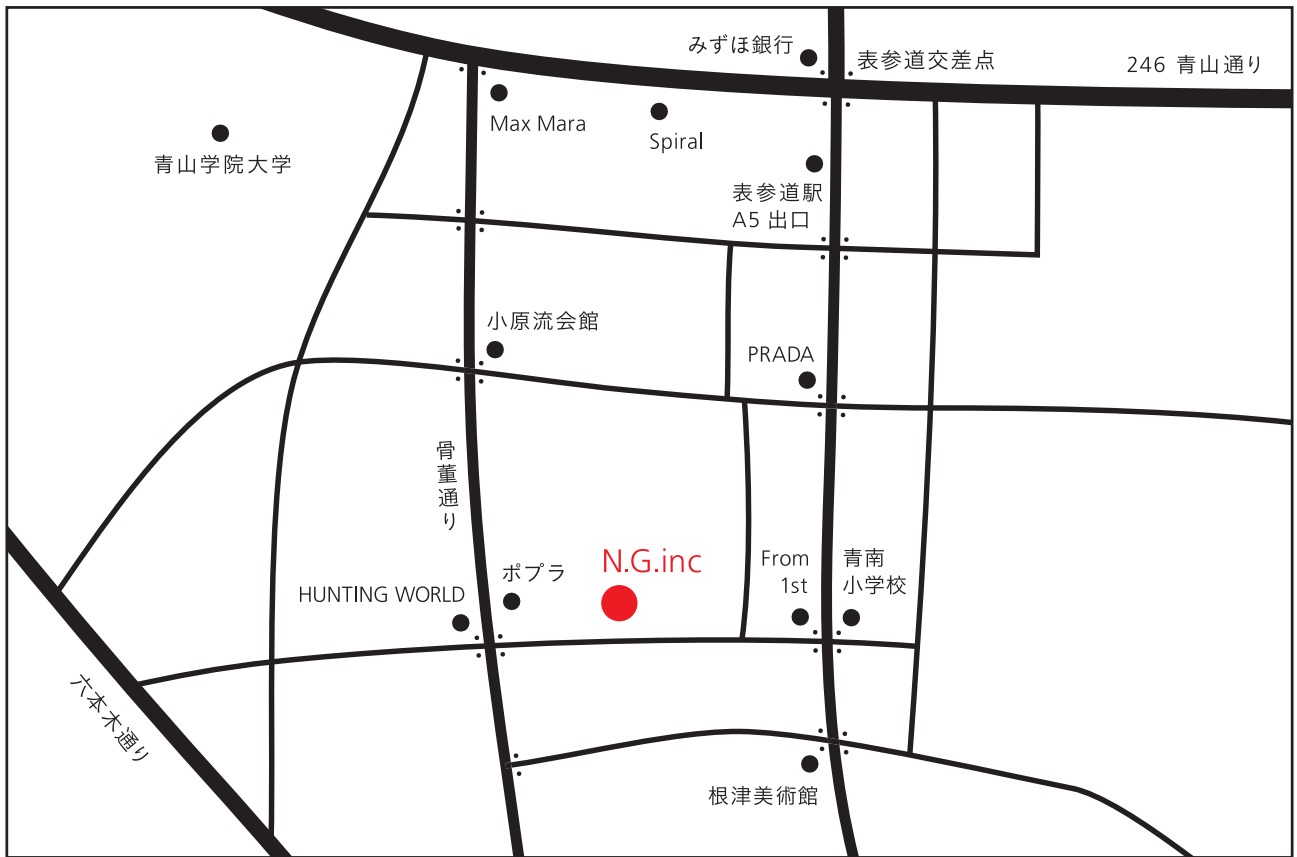 みずほ銀行
表参道交差点
246 青山通り
Max Mara
Spiral
青山学院大学
表参道駅
A5 出口
小原流会館
PRADA
骨董通り
N.G.inc
From
1st
青南
小学校
ポプラ
HUNTING WORLD
六本木通り
根津美術館